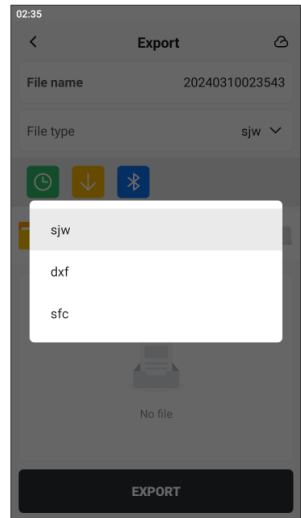 02:35
Export
File name 20240310023543
File type sjw
sjw
dxf
sfc
No file
EXPORT